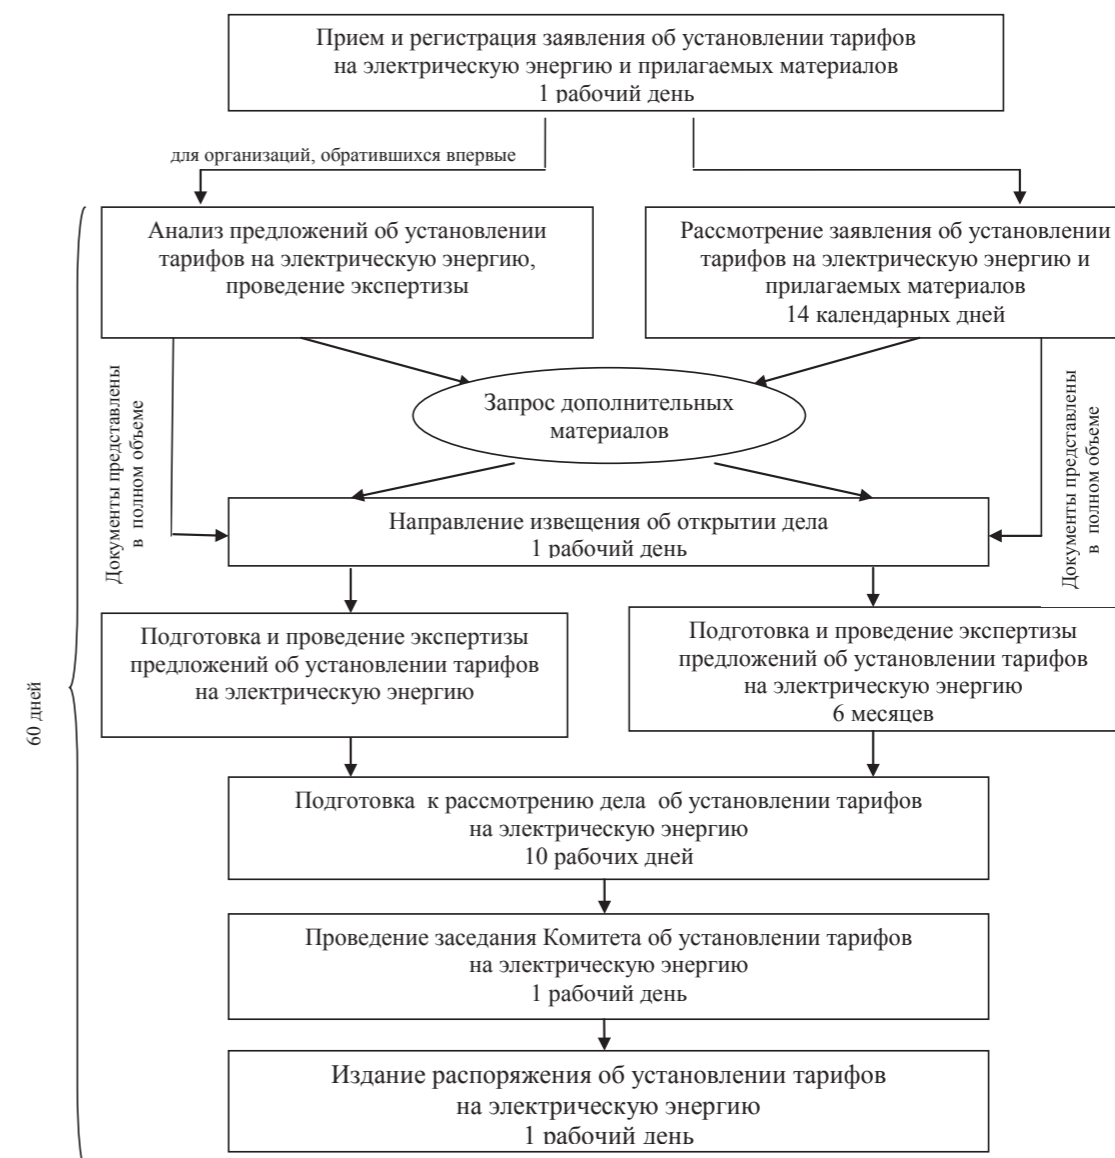 Прием и регистрация заявления об установлении тарифов
на электрическую энергию и прилагаемых материалов
1 рабочий день
для организаций, обратившихся впервые
Анализ предложений об установлении
тарифов на электрическую энергию,
проведение экспертизы
Рассмотрение заявления об установлении
тарифов на электрическую энергию и
прилагаемых материалов
14 календарных дней
Документы представлены
в полном объеме
Запрос дополнительных
материалов
Документы представлены
в полном объеме
Направление извещения об открытии дела
1 рабочий день
Подготовка и проведение экспертизы
предложений об установлении тарифов
на электрическую энергию
Подготовка и проведение экспертизы
предложений об установлении тарифов
на электрическую энергию
6 месяцев
60 дней
Подготовка к рассмотрению дела об установлении тарифов
на электрическую энергию
10 рабочих дней
Проведение заседания Комитета об установлении тарифов
на электрическую энергию
1 рабочий день
Издание распоряжения об установлении тарифов
на электрическую энергию
1 рабочий день